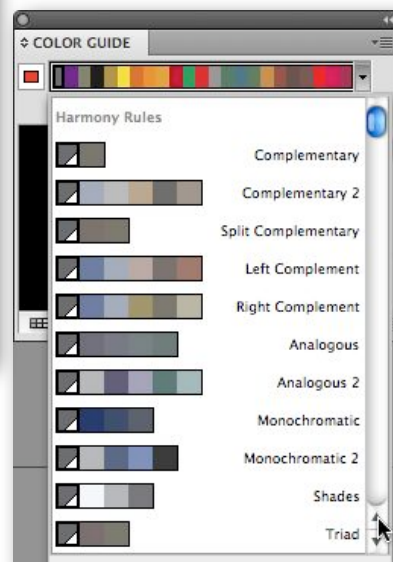 COLOR GUIDE
Harmony Rules
Complementary
Complementary 2
Split Complementary
Left Complement
Right Complement
Analogous
Analogous 2
Monochromatic
Monochromatic 2
Shades
Triad